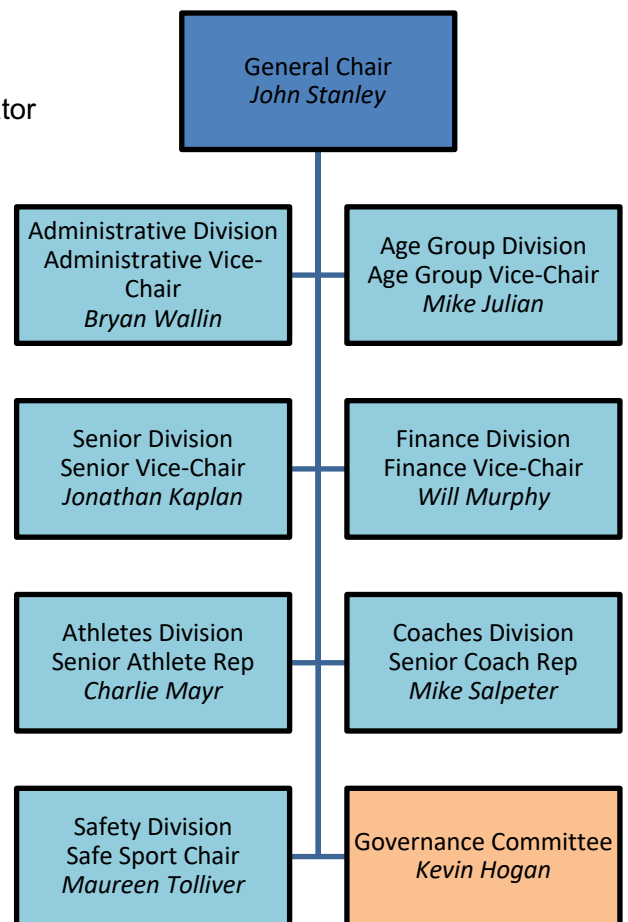 General Chair
John Stanley
tor
Administrative Division
Administrative Vice-
Chair
Bryan Wallin
Age Group Division
Age Group Vice-Chair
Mike Julian
Senior Division
Senior Vice-Chair
Jonathan Kaplan
Finance Division
Finance Vice-Chair
Will Murphy
Athletes Division
Senior Athlete Rep
Charlie Mayr
Coaches Division
Senior Coach Rep
Mike Salpeter
Safety Division
Safe Sport Chair
Maureen Tolliver
Governance Committee
Kevin Hogan